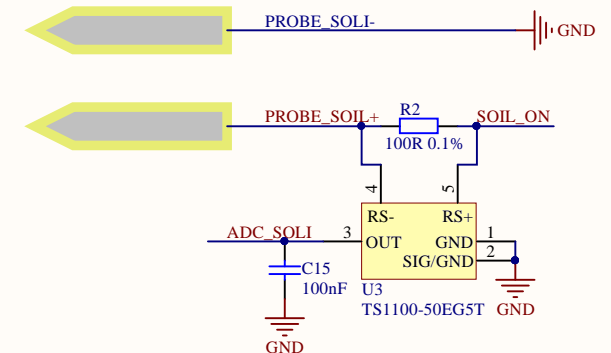 PROBE_SOLI-
GND
PROBE_SOIL+
R2
SOIL_ON
100R 0.1%
4
5
RS-
RS+
ADC_SOLI
3
OUT
GND
1
SIG/GND
2
C15
100nF
U3
TS1100-50EG5T
GND
GND